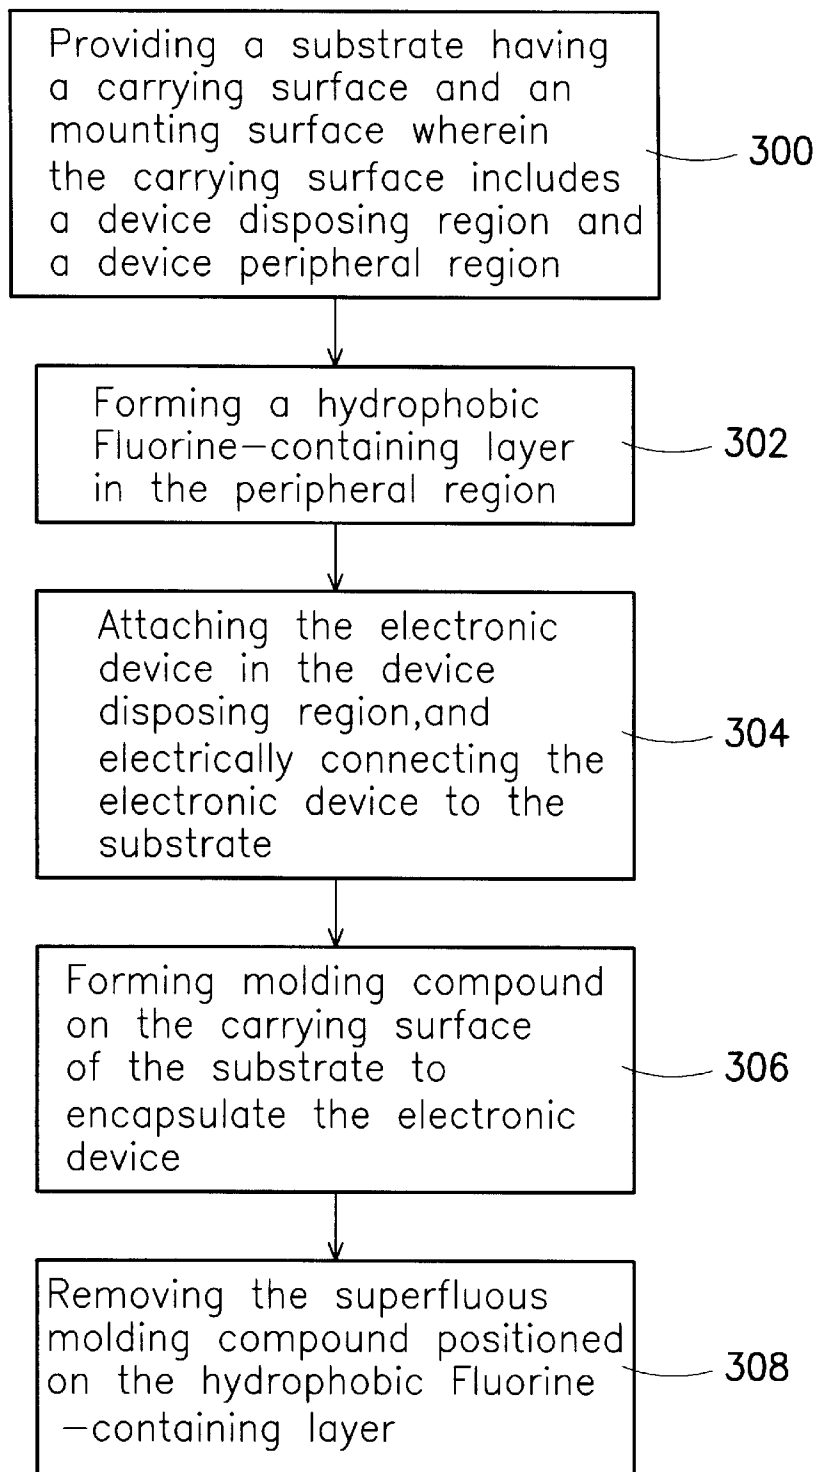 Providing a substrate having
a carrying surface and an
mounting surface wherein
the carrying surface includes
a device disposing region and
a device peripheral region
300
Forming a hydrophobic
Fluorine-containing layer
in the peripheral region
302
Attaching the electronic
device in the device
disposing region,and
electrically connecting the
electronic device to the
substrate
304
Forming molding compound
on the carrying surface
of the substrate to
encapsulate the electronic
device
306
Removing the superfluous
molding compound positioned
on the hydrophobic Fluorine
-containing layer
308